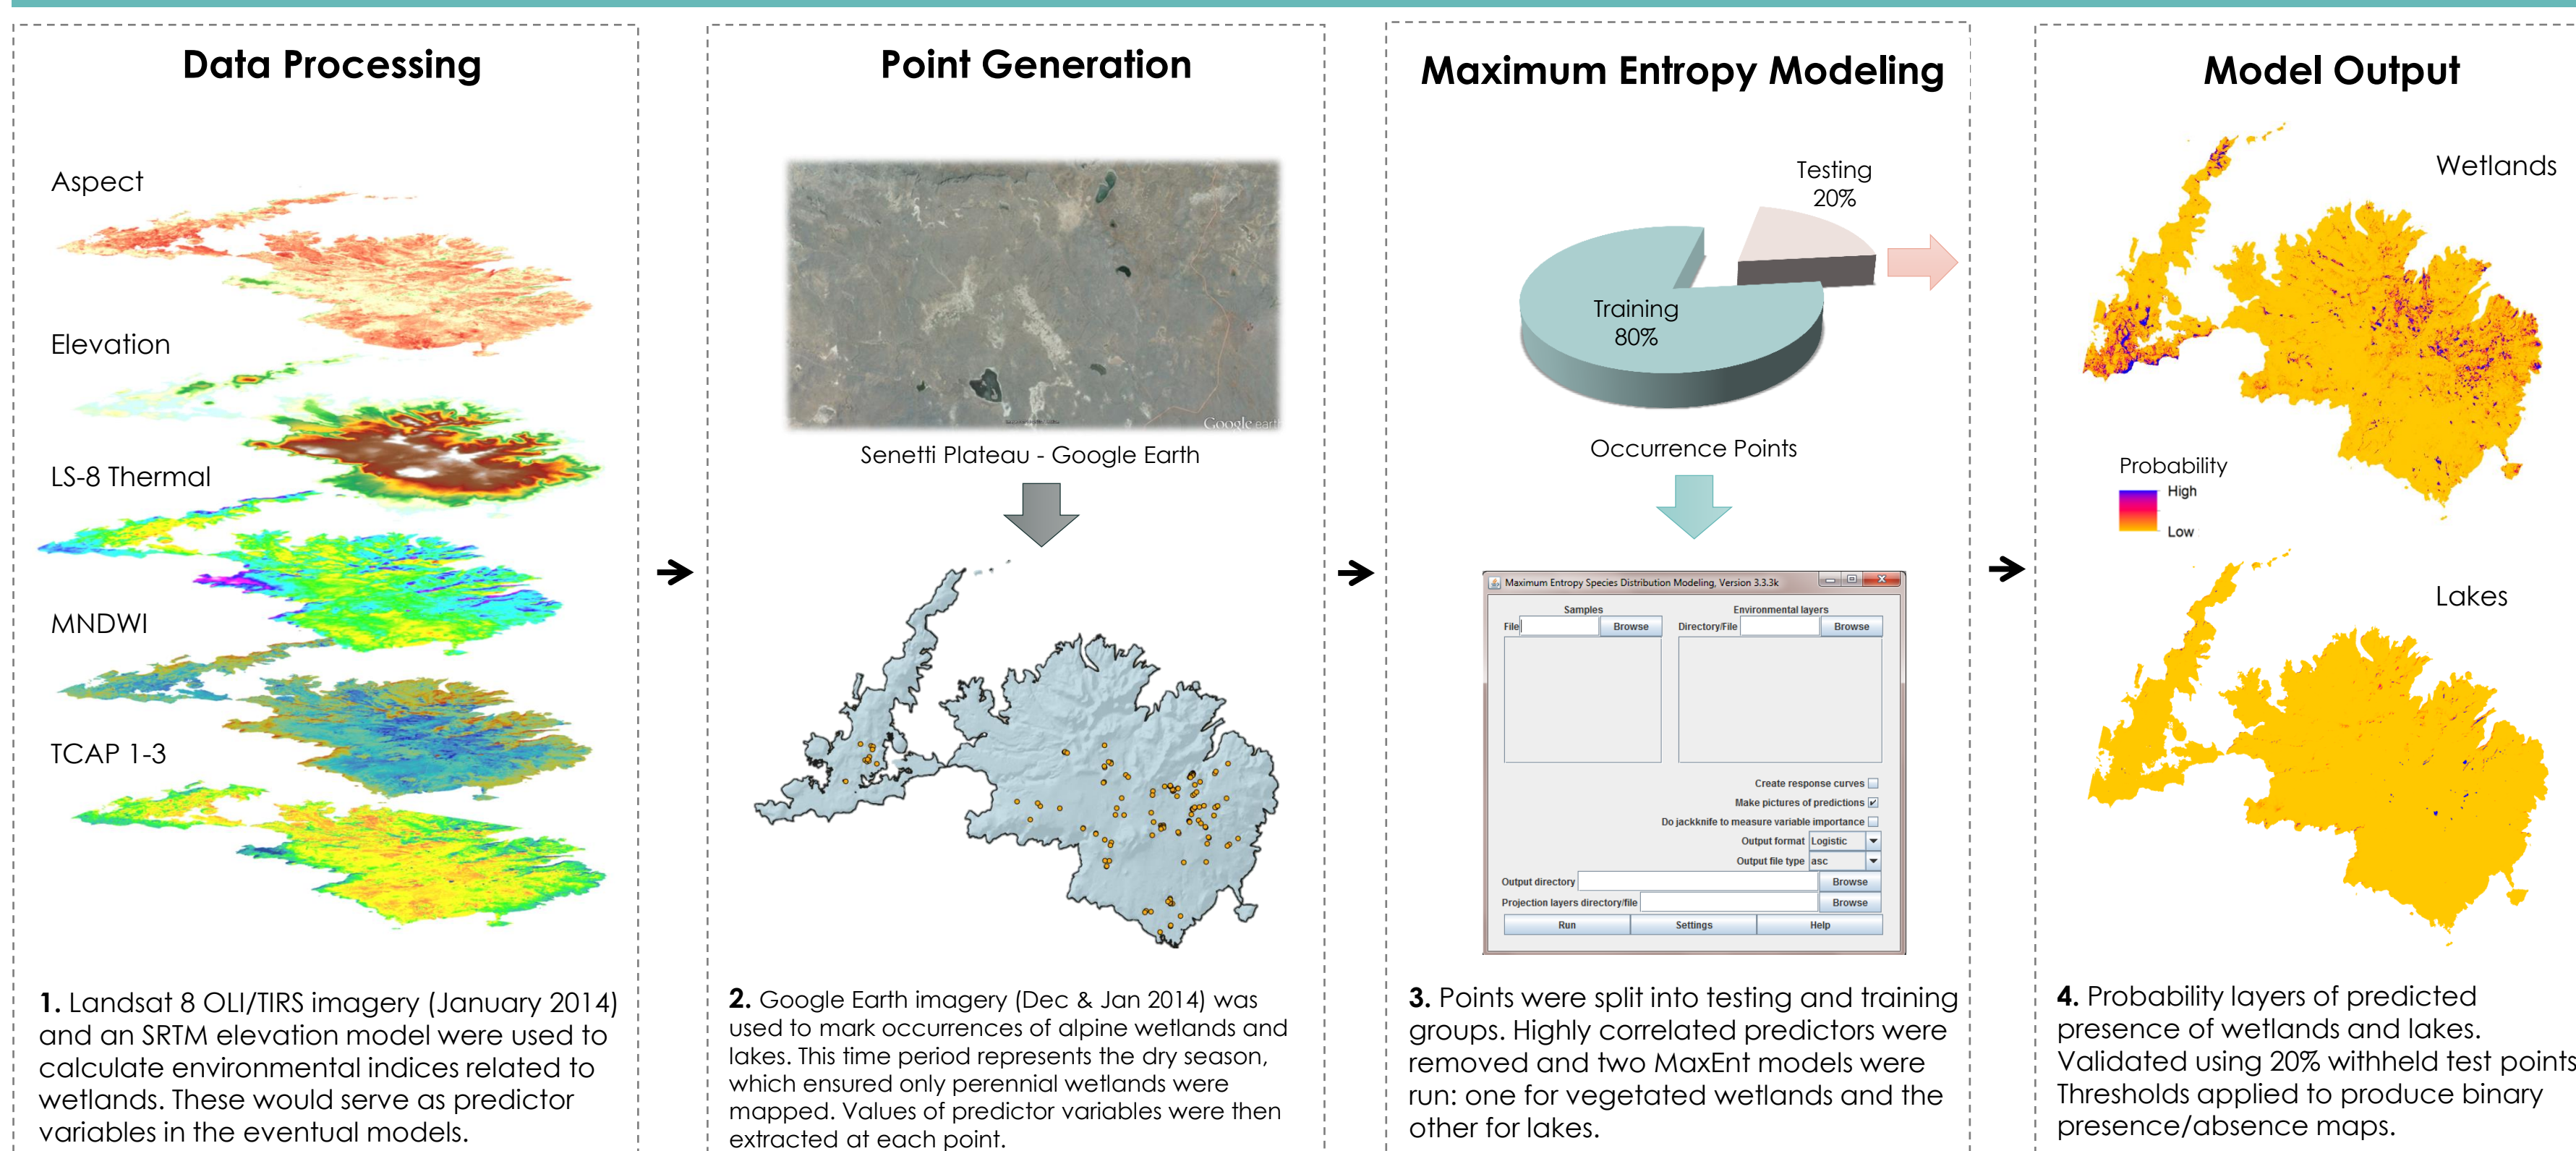 Data Processing
Aspect
Elevation
LS-8 Thermal
MNDWI
TCAP 1-3
1. Landsat 8 OLI/TIRS imagery (January 2014)
and an SRTM elevation model were used to
calculate environmental indices related to
wetlands. These would serve as predictor
variables in the eventual models.
Point Generation
Google earth
Senetti Plateau - Google Earth
2. Google Earth imagery (Dec & Jan 2014) was
used to mark occurrences of alpine wetlands and
lakes. This time period represents the dry season,
which ensured only perennial wetlands were
mapped. Values of predictor variables were then
extracted at each point.
Maximum Entropy Modeling
Testing
20%
Training
80%
Occurrence Points
Maximum Entropy Species Distribution Modeling, Version 3.3.3k
Samples
Environmental layers
File
Browse
Directory/File
Browse
Create response curves
Make pictures of predictions
Do jackknife to measure variable importance
Output format Logistic
Output file type asc
Output directory
Browse
Projection layers directory/file
Browse
Run
Settings
Help
3. Points were split into testing and training
groups. Highly correlated predictors were
removed and two MaxEnt models were
run: one for vegetated wetlands and the
other for lakes.
Model Output
Wetlands
Probability
High
Low
Lakes
4. Probability layers of predicted
presence of wetlands and lakes.
Validated using 20% withheld test points
Thresholds applied to produce binary
presence/absence maps.